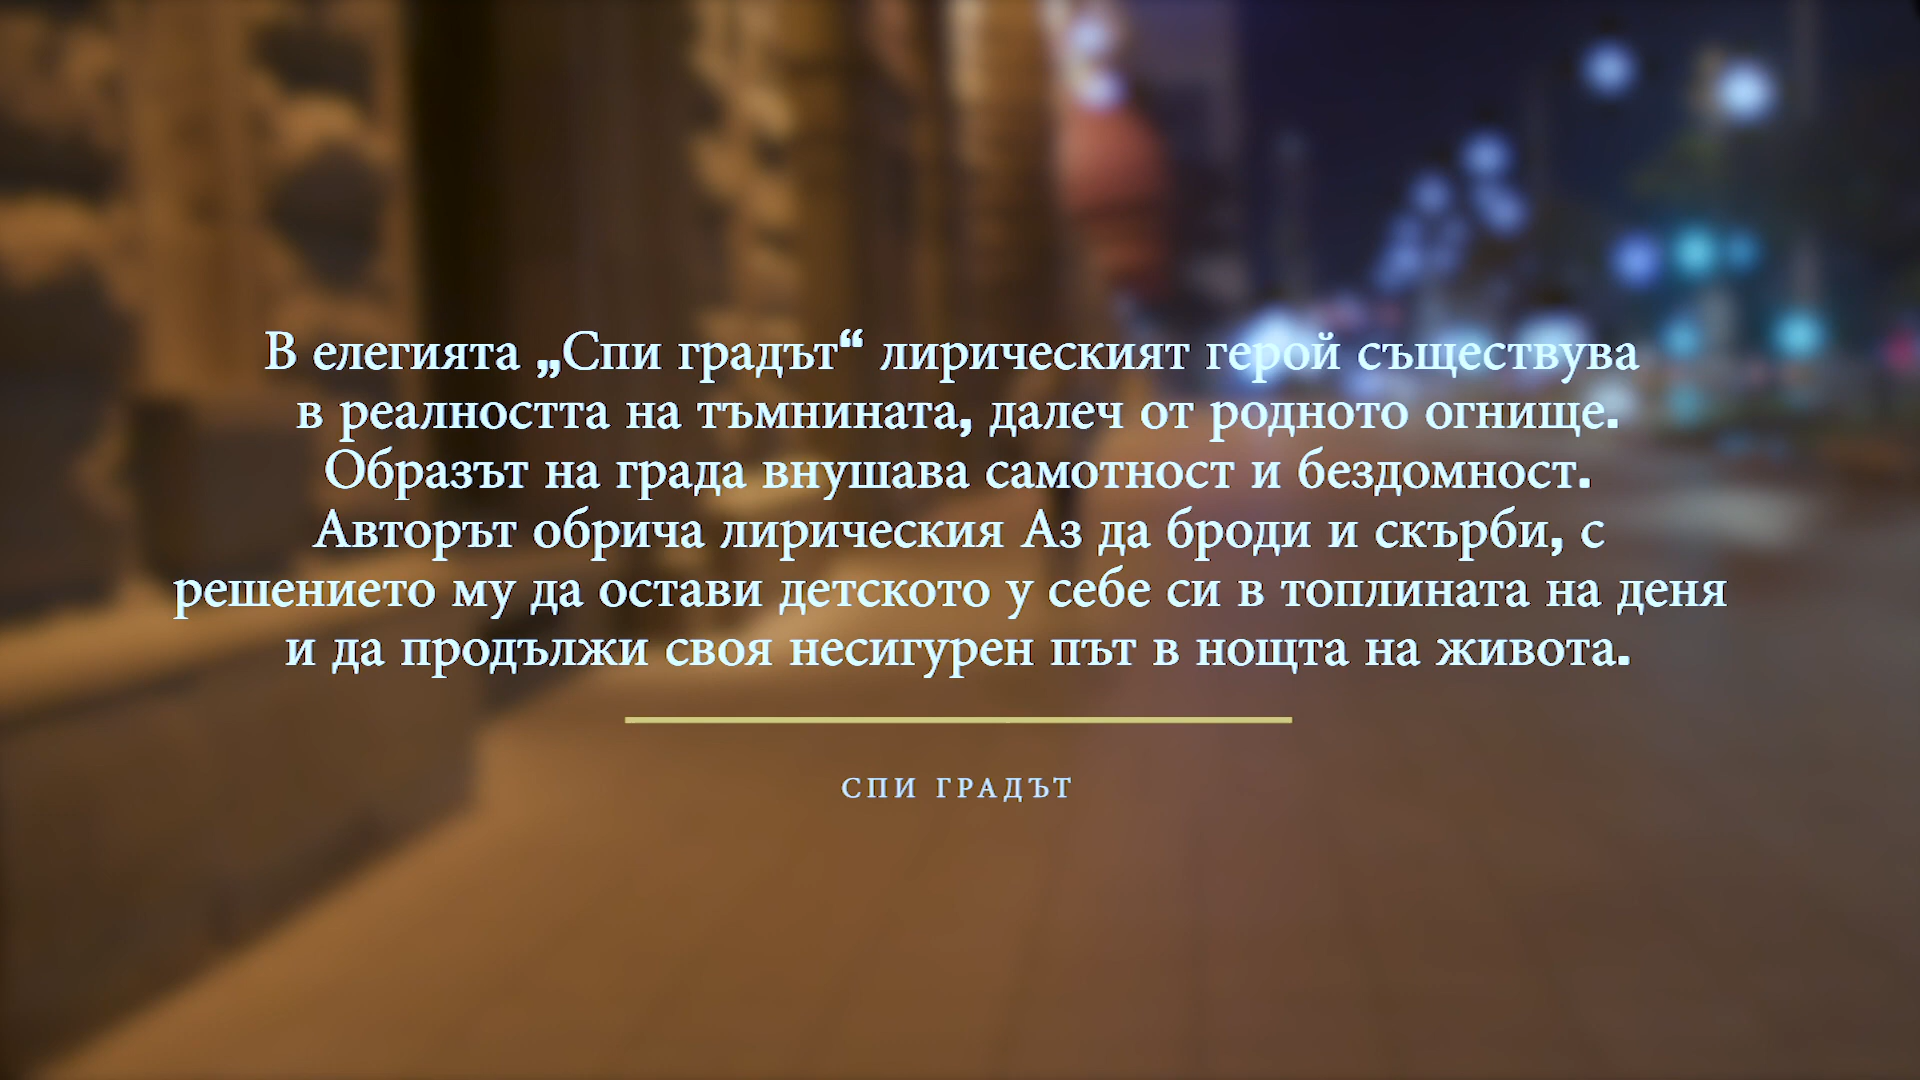 В елегията „Спи градът“ лирическият герой съществува
в реалността на тъмнината, далеч от родното огнище.
Образът на града внушава самотност и бездомност.
Авторът обрича лирическия Аз да броди и скърби, с
решението му да остави детското у себе си в топлината на деня
и да продължи своя несигурен път в нощта на живота.
СПИ ГРАДЪТ